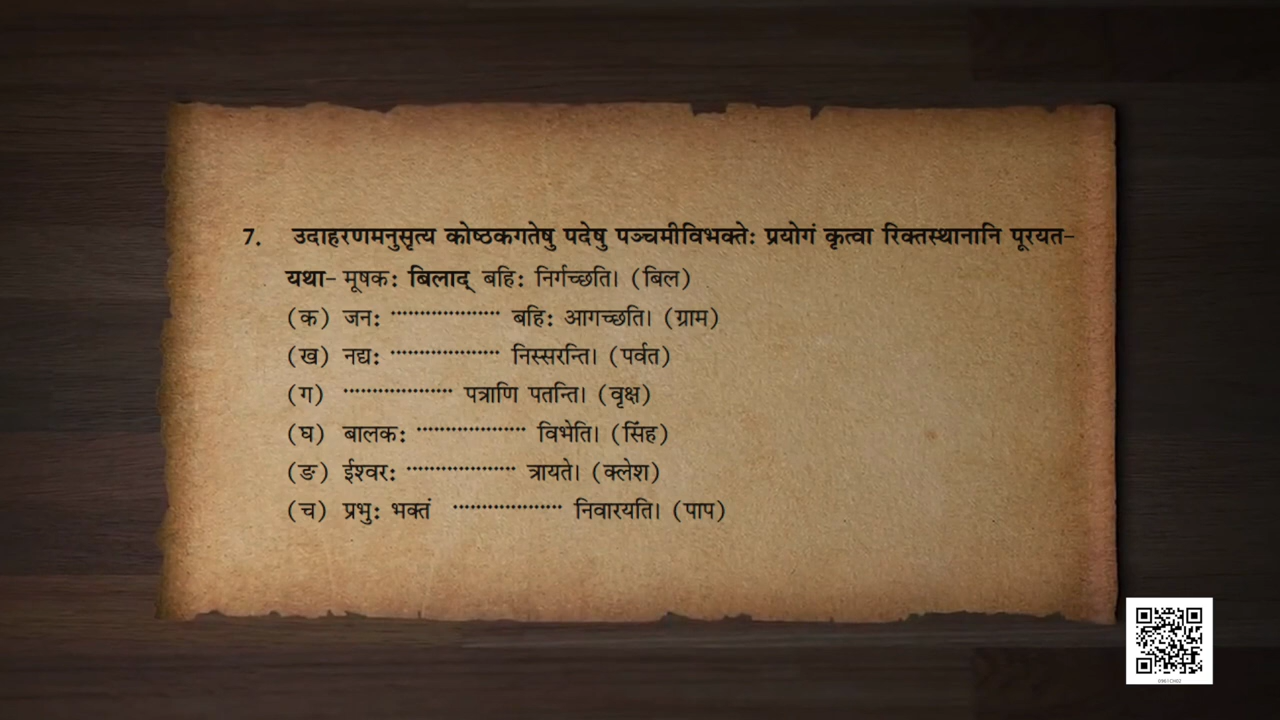 7. उदाहरणमनुसृत्य कोष्ठकगतेषु पदेषु पञ्चमीविभक्तेः प्रयोगं कृत्वा रिक्तस्थानानि पूरयत-
यथा- मूषकः बिलाद् बहिः निर्गच्छति। (बिल)
(क) जनः ................... बहिः आगच्छति। (ग्राम)
(ख) नद्यः ................... निस्सरन्ति। (पर्वत)
(ग) ................... पत्राणि पतन्ति। (वृक्ष)
(घ) बालकः ................... विभेति। (सिंह)
(ङ) ईश्वरः ................... त्रायते। (क्लेश)
(च) प्रभुः भक्तं ................... निवारयति। (पाप)